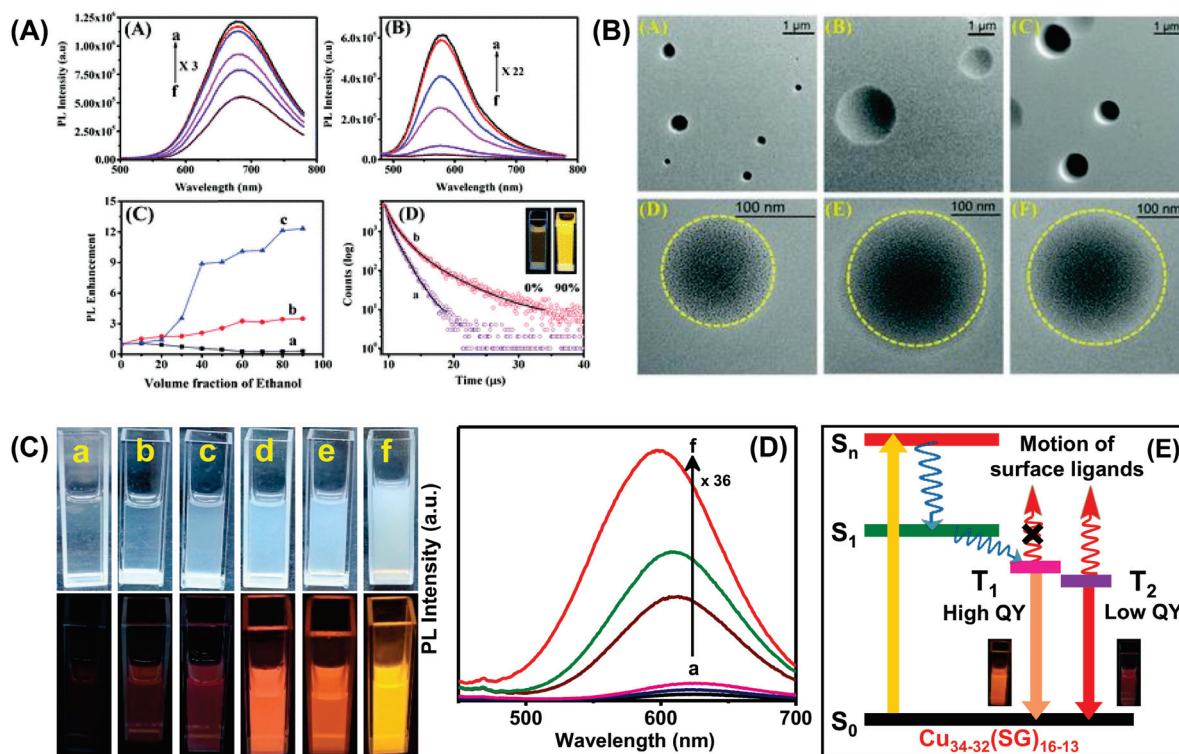 (A)
(A)
PL Intensity (a.u)
1.25x10⁶
1.00x10⁶
7.50x10⁵
5.00x10⁵
2.50x10⁵
0.00
a
X 3
f
500 600 700 800
Wavelength (nm)
(B)
PL Intensity (a.u)
6.0x10⁵
4.0x10⁵
2.0x10⁵
0.0
a
X 22
f
500 600 700 800
Wavelength (nm)
(C)
PL Enhancement
15
12
9
6
3
0
c
b
a
0 20 40 60 80 100
Volume fraction of Ethanol
(D)
Counts (log)
10³
10²
10¹
10⁰
b
a
0% 90%
10 20 30 40
Time (µs)
(B)
(A)
1 µm
(B)
1 µm
(C)
1 µm
(D)
100 nm
(E)
100 nm
(F)
100 nm
(C)
a b c d e f
(D)
PL Intensity (a.u.)
f
x 36
a
500 600 700
Wavelength (nm)
(E)
Sn
Motion of
surface ligands
S1
T1
High QY
T2
Low QY
S0
Cu34-32(SG)16-13